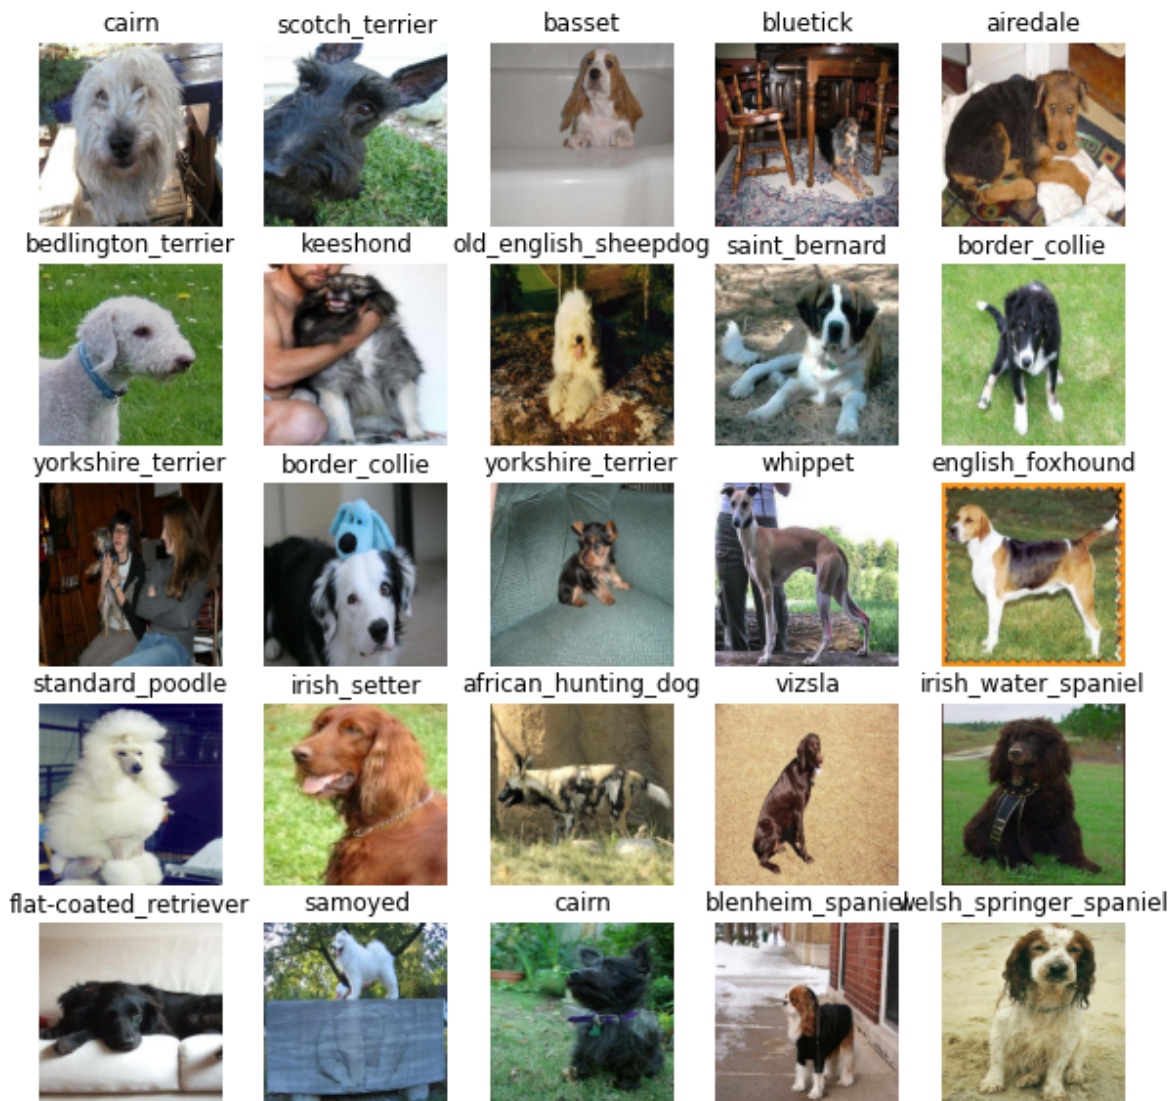 cairn scotch_terrier basset bluetick airedale
bedlington_terrier keeshond old_english_sheepdog saint_bernard border_collie
yorkshire_terrier border_collie yorkshire_terrier whippet english_foxhound
standard_poodle irish_setter african_hunting_dog vizsla irish_water_spaniel
flat-coated_retriever samoyed cairn blenheim_spaniel welsh_springer_spaniel